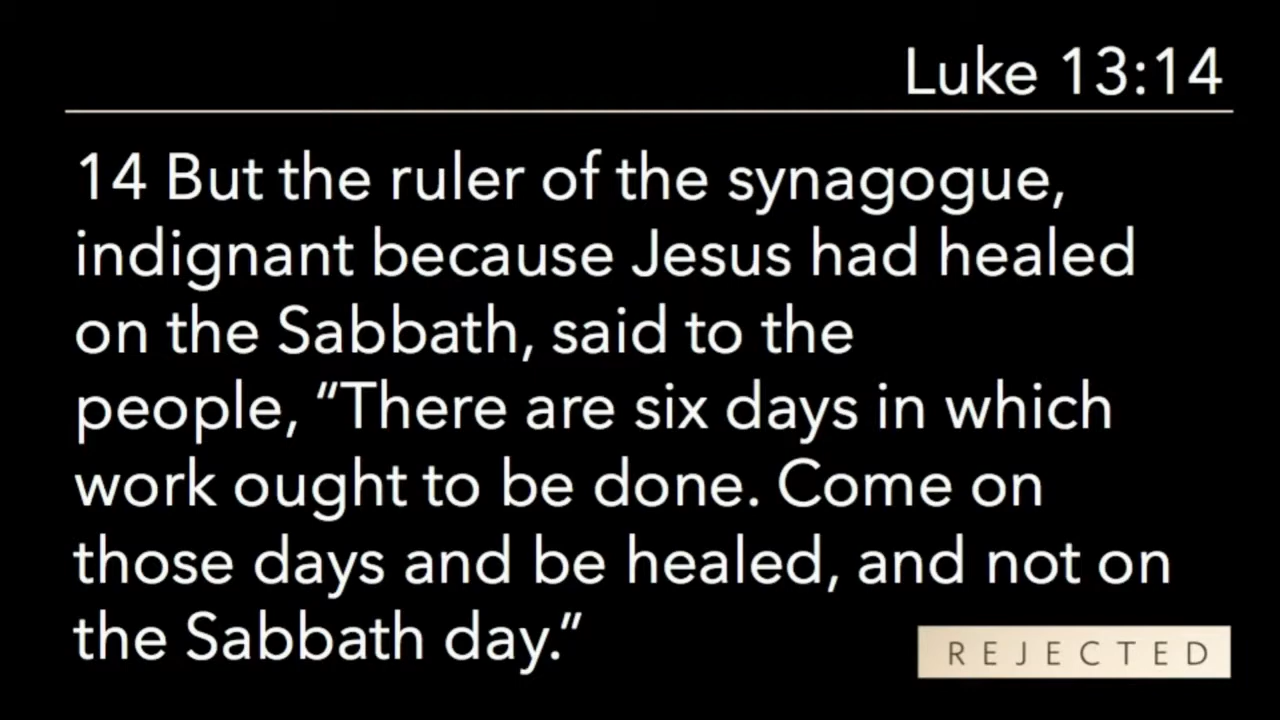 Luke 13:14
14 But the ruler of the synagogue,
indignant because Jesus had healed
on the Sabbath, said to the
people, “There are six days in which
work ought to be done. Come on
those days and be healed, and not on
the Sabbath day.”
REJECTED